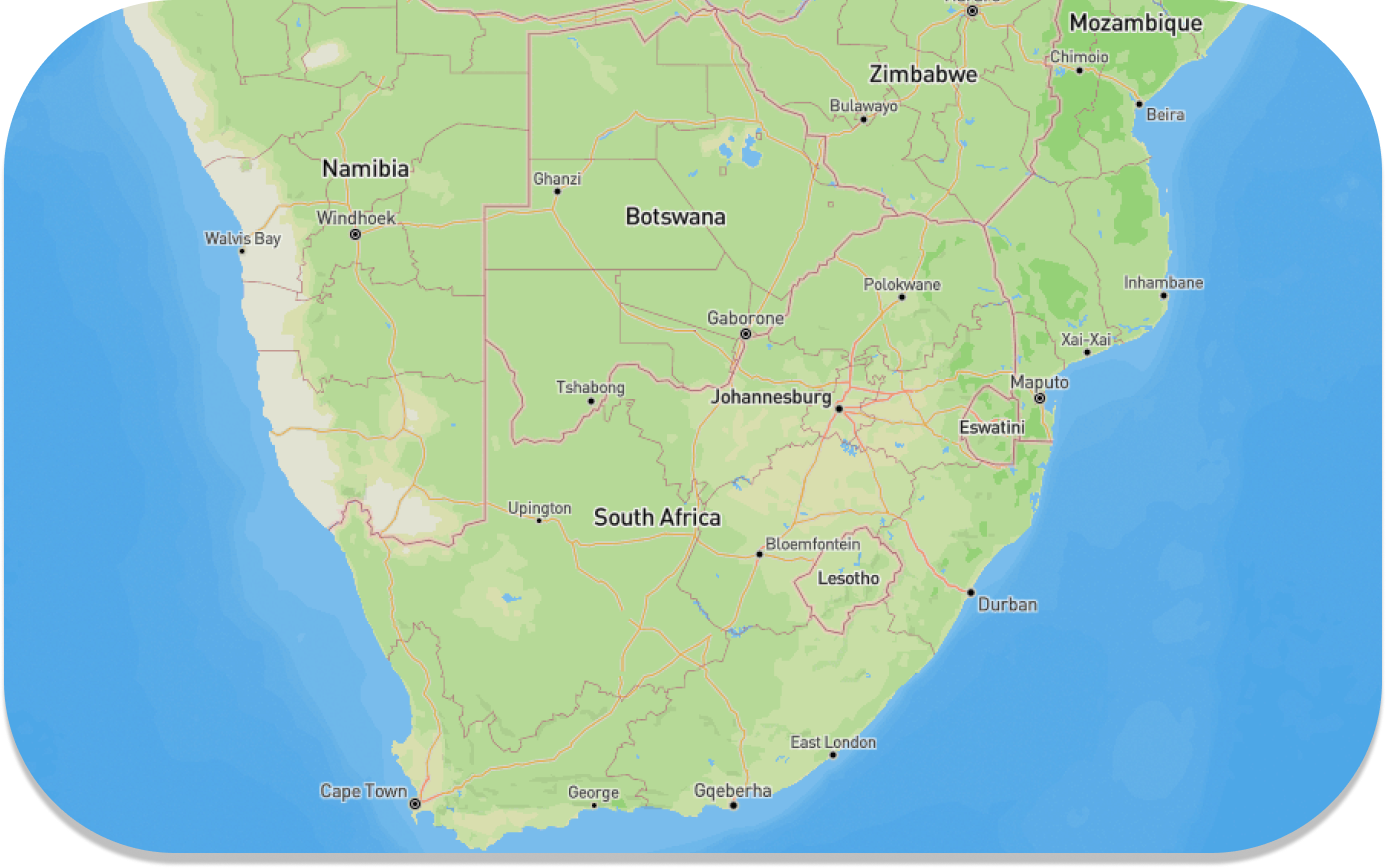 Mozambique
Chimoio
Zimbabwe
Bulawayo
Beira
Namibia
Ghanzi
Windhoek
Botswana
Walvis Bay
Polokwane
Inhambane
Gaborone
Xai-Xai
Maputo
Tshabong
Johannesburg
Eswatini
Upington
South Africa
Bloemfontein
Lesotho
Durban
East London
Cape Town
George
Gqeberha